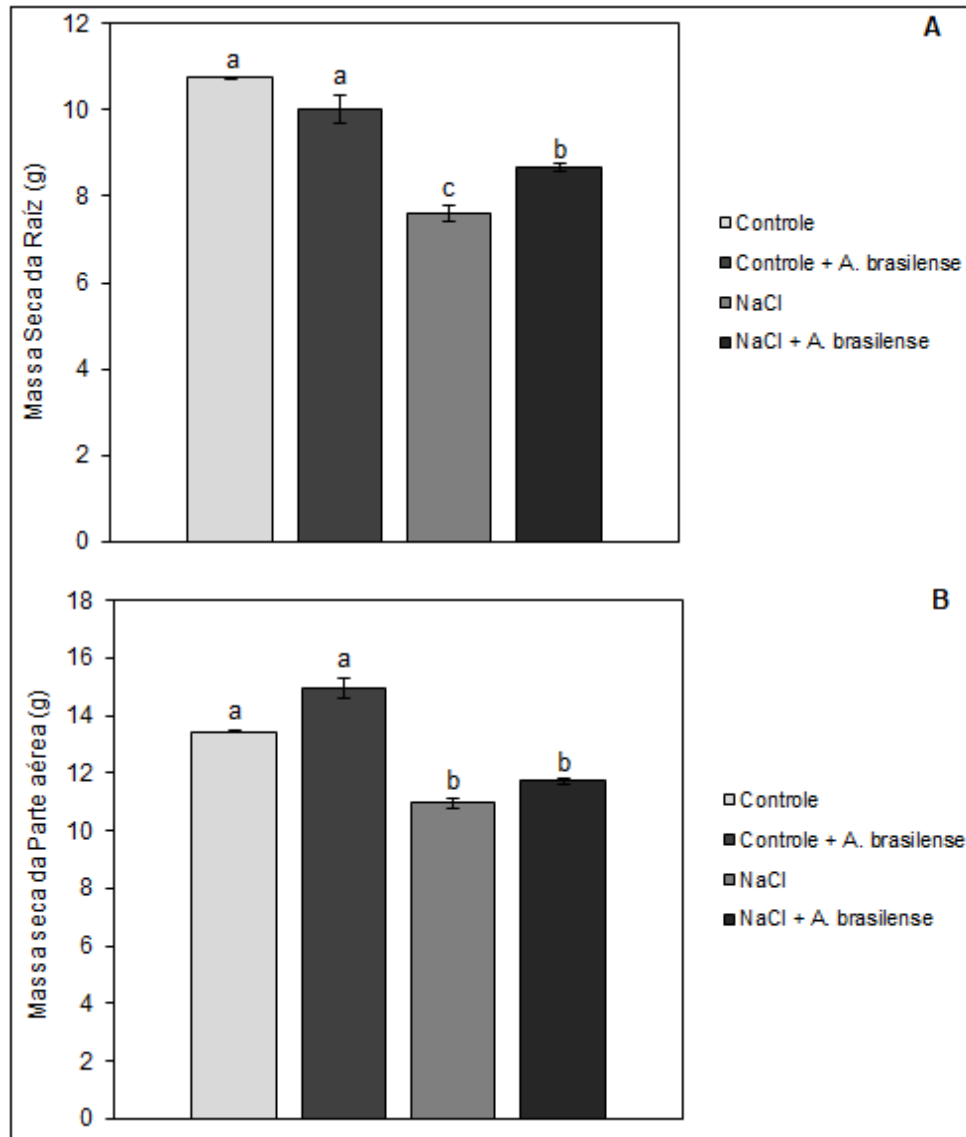 A
Massa Seca da Raíz (g)
12
10
8
6
4
2
0
a
a
c
b
Controle
Controle + A. brasilense
NaCl
NaCl + A. brasilense
B
Massa seca da Parte aérea (g)
18
16
14
12
10
8
6
4
2
0
a
a
b
b
Controle
Controle + A. brasilense
NaCl
NaCl + A. brasilense